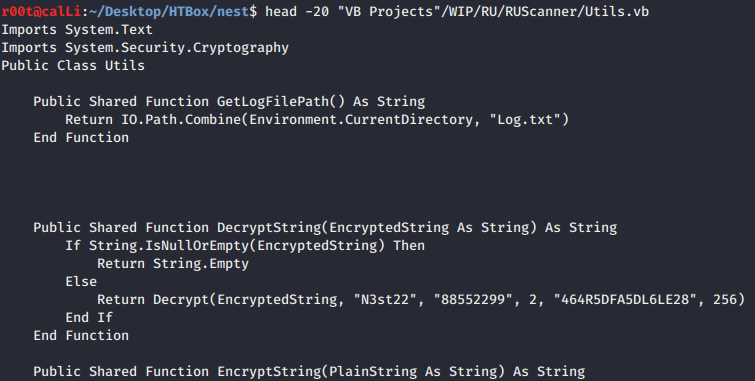 r00t@calLi:~/Desktop/HTBox/nest$ head -20 "VB Projects"/WIP/RU/RUScanner/Utils.vb
Imports System.Text
Imports System.Security.Cryptography
Public Class Utils
    Public Shared Function GetLogFilePath() As String
        Return IO.Path.Combine(Environment.CurrentDirectory, "Log.txt")
    End Function
    Public Shared Function DecryptString(EncryptedString As String) As String
        If String.IsNullOrEmpty(EncryptedString) Then
            Return String.Empty
        Else
            Return Decrypt(EncryptedString, "N3st22", "88552299", 2, "464R5DFA5DL6LE28", 256)
        End If
    End Function
    Public Shared Function EncryptString(PlainString As String) As String